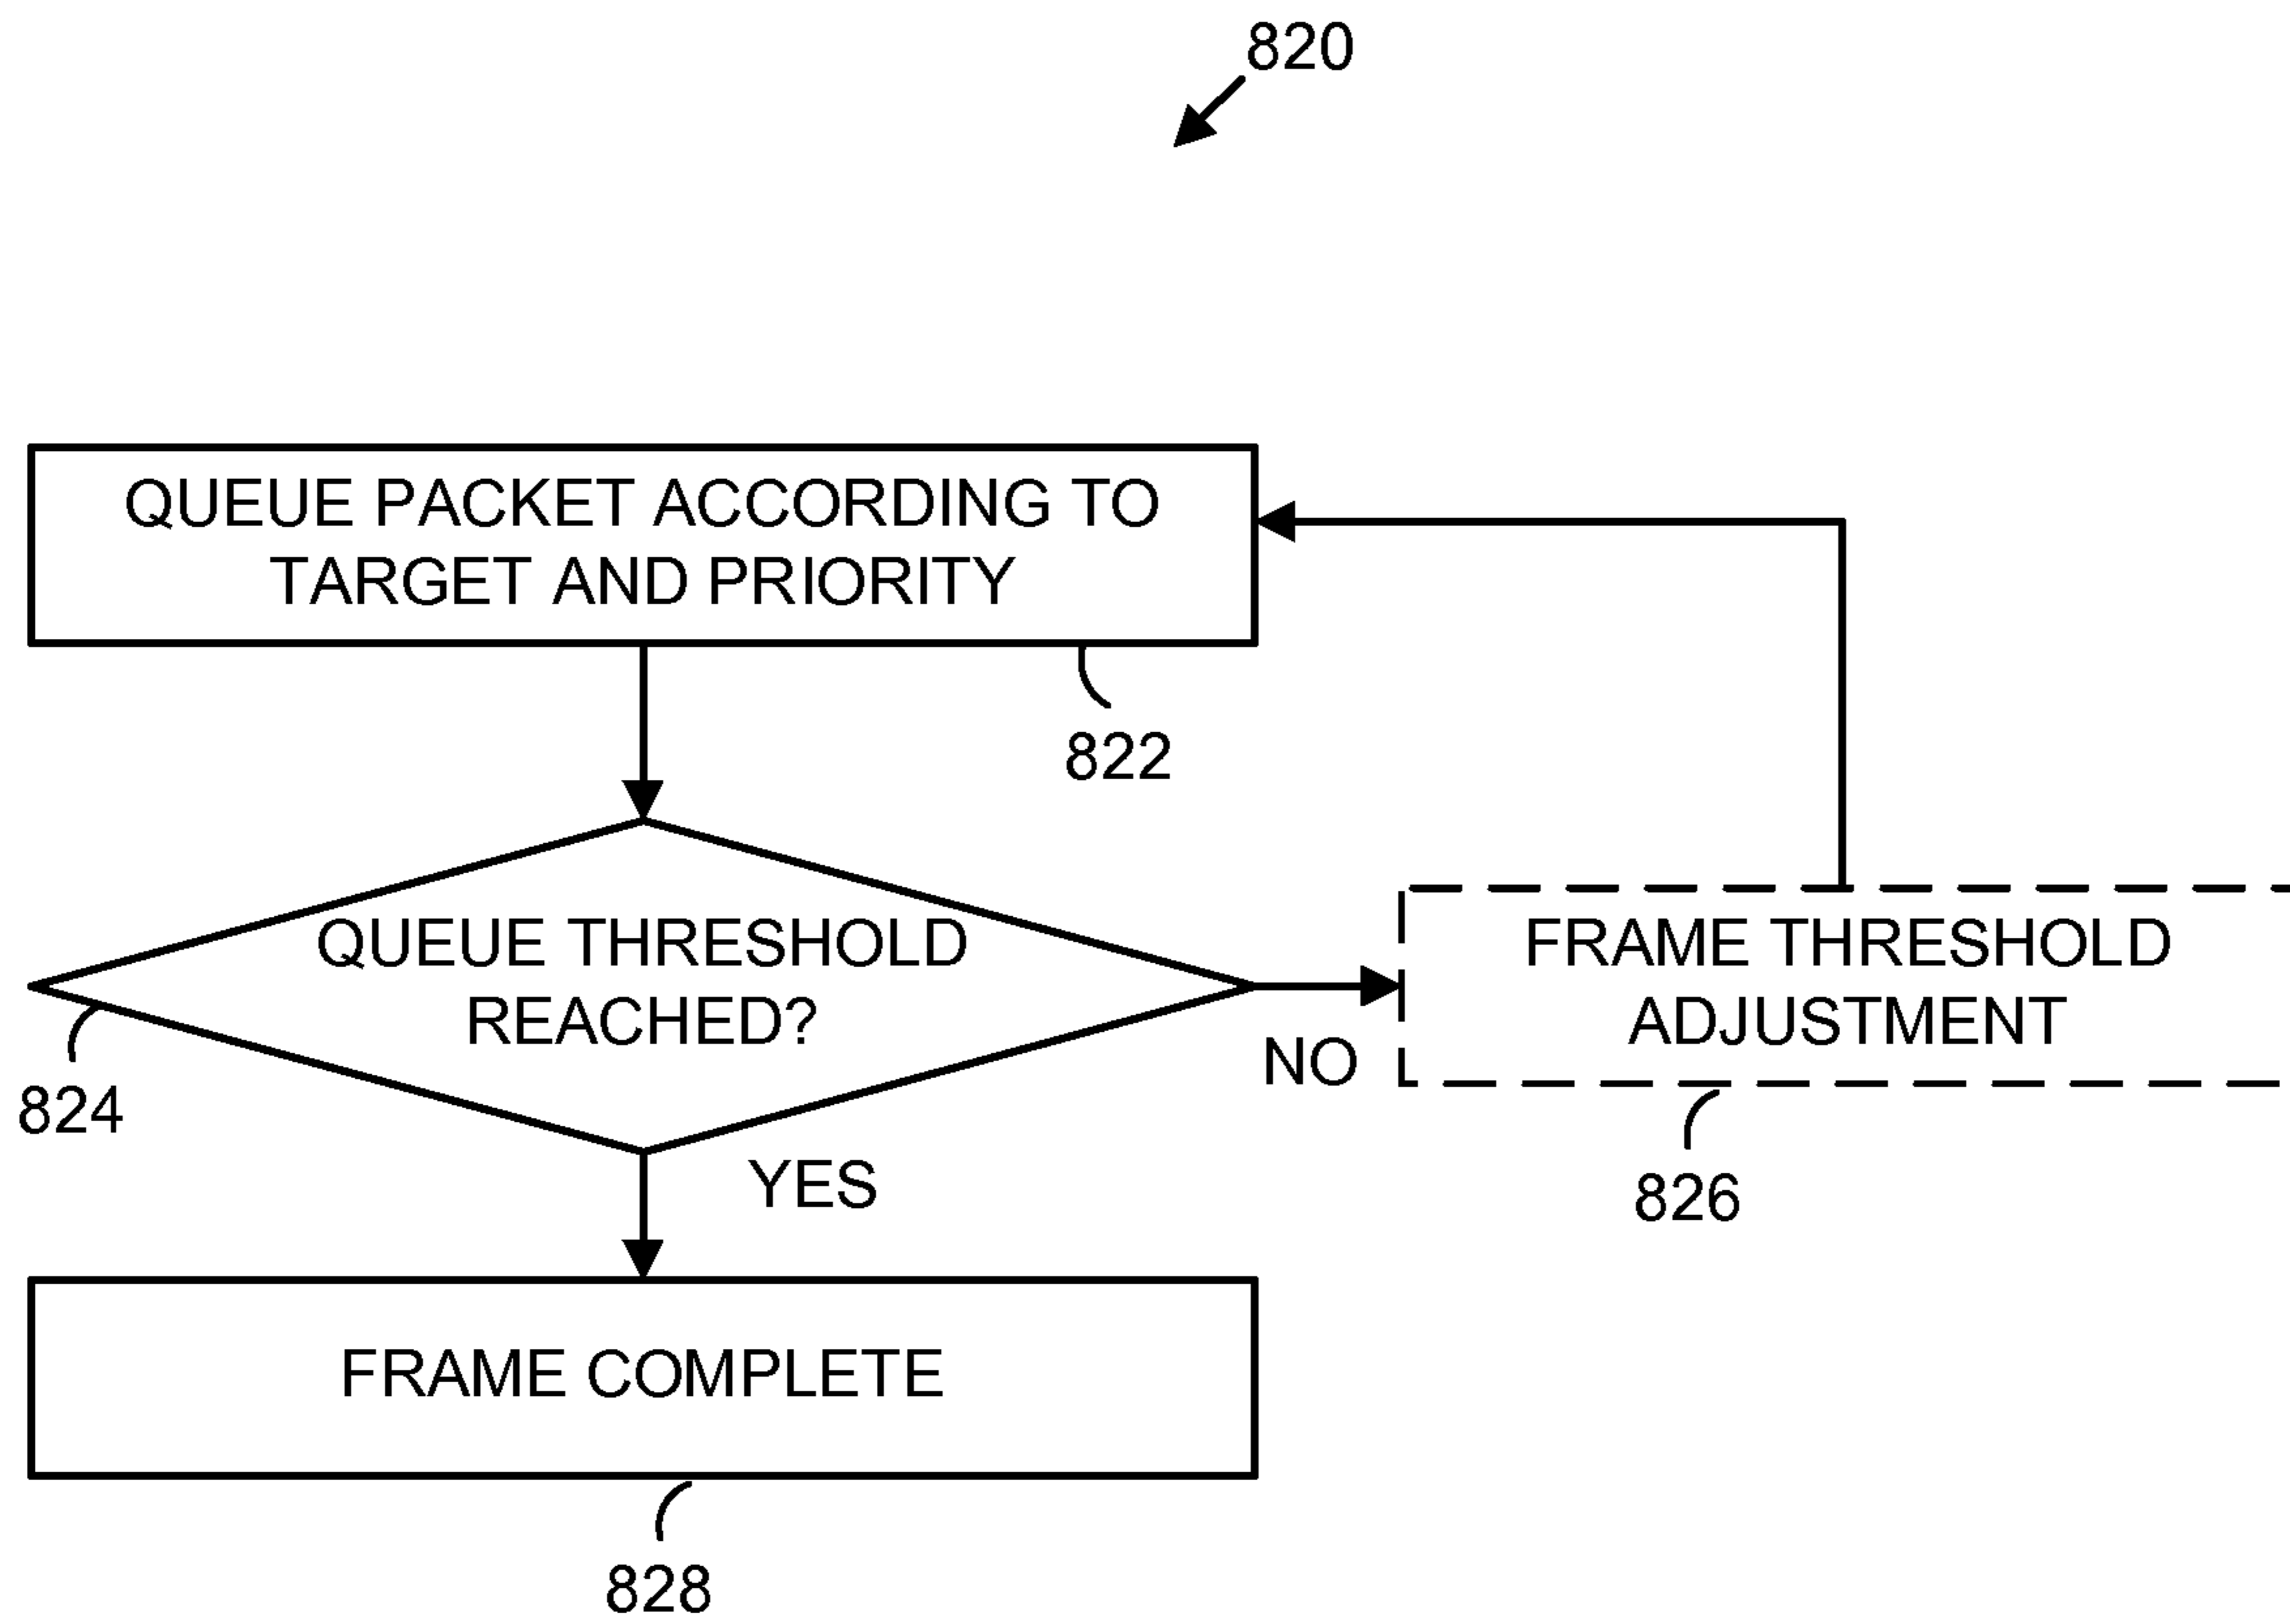 820
QUEUE PACKET ACCORDING TO
TARGET AND PRIORITY
822
QUEUE THRESHOLD
REACHED?
824
NO
FRAME THRESHOLD
ADJUSTMENT
826
YES
FRAME COMPLETE
828